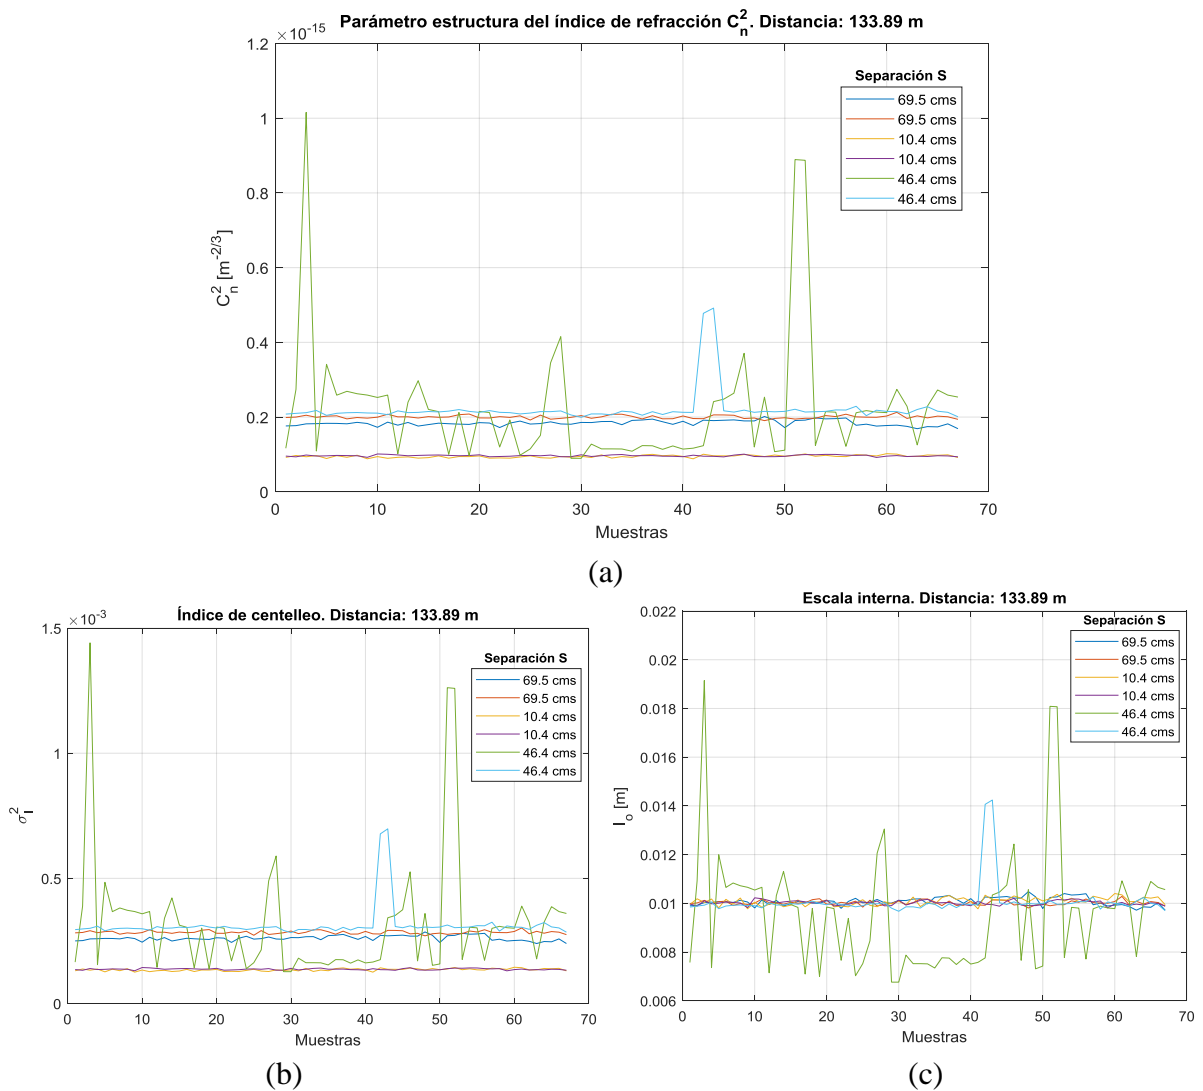 Parámetro estructura del índice de refracción C_n^2. Distancia: 133.89 m
×10^-15
1.2
1
0.8
0.6
0.4
0.2
0
C_n^2 [m^-2/3]
Separación S
69.5 cms
69.5 cms
10.4 cms
10.4 cms
46.4 cms
46.4 cms
0 10 20 30 40 50 60 70
Muestras
(a)
Índice de centelleo. Distancia: 133.89 m
×10^-3
1.5
1
0.5
0
σ_I^2
Separación S
69.5 cms
69.5 cms
10.4 cms
10.4 cms
46.4 cms
46.4 cms
0 10 20 30 40 50 60 70
Muestras
(b)
Escala interna. Distancia: 133.89 m
0.022
0.02
0.018
0.016
0.014
0.012
0.01
0.008
0.006
l_o [m]
Separación S
69.5 cms
69.5 cms
10.4 cms
10.4 cms
46.4 cms
46.4 cms
0 10 20 30 40 50 60 70
Muestras
(c)